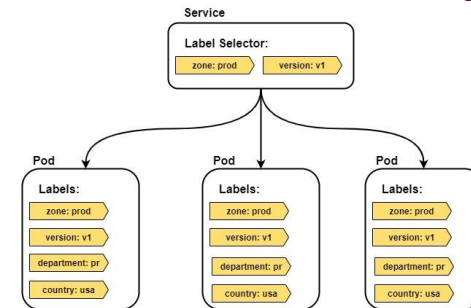 Service
Label Selector:
zone: prod
version: v1
Pod
Labels:
zone: prod
version: v1
department: pr
country: usa
Pod
Labels:
zone: prod
version: v1
department: pr
country: usa
Pod
Labels:
zone: prod
version: v1
department: pr
country: usa